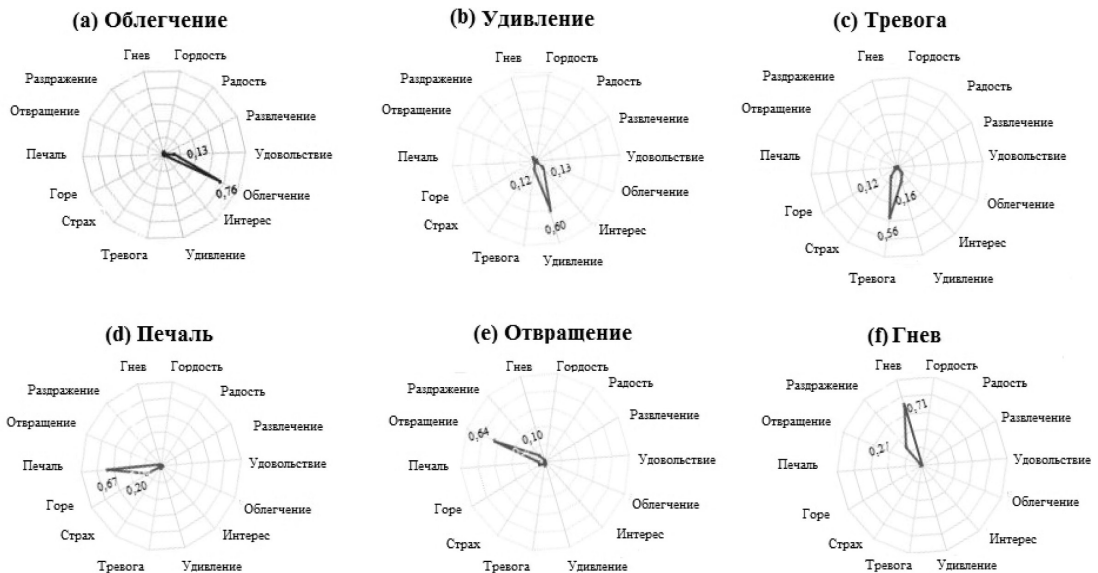 (a) Облегчение
Гнев Гордость
Раздражение Радость
Отвращение Развлечение
Печаль 0,13 Удовольствие
0,76 Облегчение
Горе Интерес
Страх
Тревога Удивление
(b) Удивление
Гнев Гордость
Раздражение Радость
Отвращение Развлечение
Печаль Удовольствие
0,12 0,13
Горе Облегчение
Страх 0,60 Интерес
Тревога Удивление
(c) Тревога
Гнев Гордость
Раздражение Радость
Отвращение Развлечение
Печаль Удовольствие
0,12 0,16 Облегчение
Горе
Страх 0,56 Интерес
Тревога Удивление
(d) Печаль
Гнев Гордость
Раздражение Радость
Отвращение Развлечение
Печаль Удовольствие
0,67 0,20
Горе Облегчение
Страх Интерес
Тревога Удивление
(e) Отвращение
Гнев Гордость
Раздражение Радость
Отвращение 0,64 0,10 Развлечение
Печаль Удовольствие
Горе Облегчение
Страх Интерес
Тревога Удивление
(f) Гнев
Гнев Гордость
Раздражение 0,71 Радость
Отвращение Развлечение
Печаль Удовольствие
Горе Облегчение
Страх Интерес
Тревога Удивление